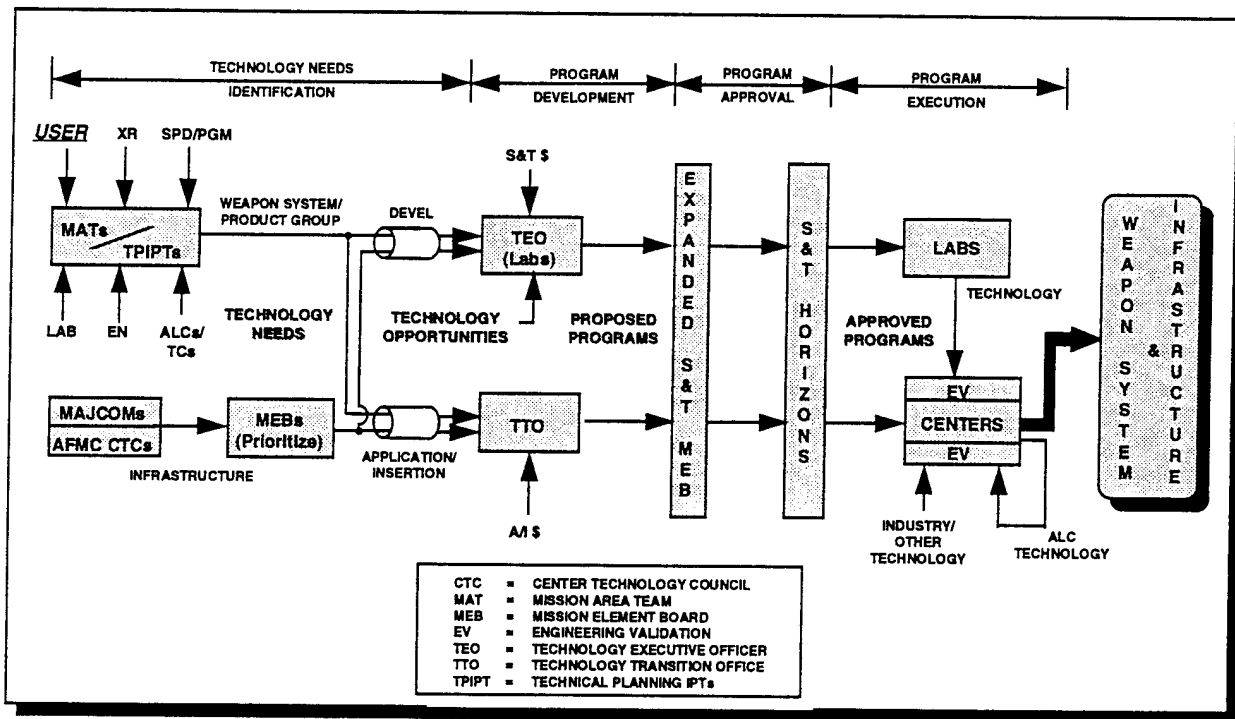 TECHNOLOGY NEEDS
IDENTIFICATION
PROGRAM
DEVELOPMENT
PROGRAM
APPROVAL
PROGRAM
EXECUTION
USER
XR
SPD/PGM
MATs
TPIPTs
LAB
EN
ALCs/
TCs
WEAPON SYSTEM/
PRODUCT GROUP
TECHNOLOGY
NEEDS
DEVEL
S&T $
TEO
(Labs)
TECHNOLOGY
OPPORTUNITIES
PROPOSED
PROGRAMS
EXPANDED S&T MEB
S&T HORIZONS
LABS
TECHNOLOGY
APPROVED
PROGRAMS
MAJCOMs
AFMC CTCs
INFRASTRUCTURE
MEBs
(Prioritize)
APPLICATION/
INSERTION
TTO
A/I $
EV
CENTERS
EV
INDUSTRY/
OTHER
TECHNOLOGY
ALC
TECHNOLOGY
WEAPON SYSTEM
&
INFRASTRUCTURE
CTC = CENTER TECHNOLOGY COUNCIL
MAT = MISSION AREA TEAM
MEB = MISSION ELEMENT BOARD
EV = ENGINEERING VALIDATION
TEO = TECHNOLOGY EXECUTIVE OFFICER
TTO = TECHNOLOGY TRANSITION OFFICE
TPIPT = TECHNICAL PLANNING IPTs